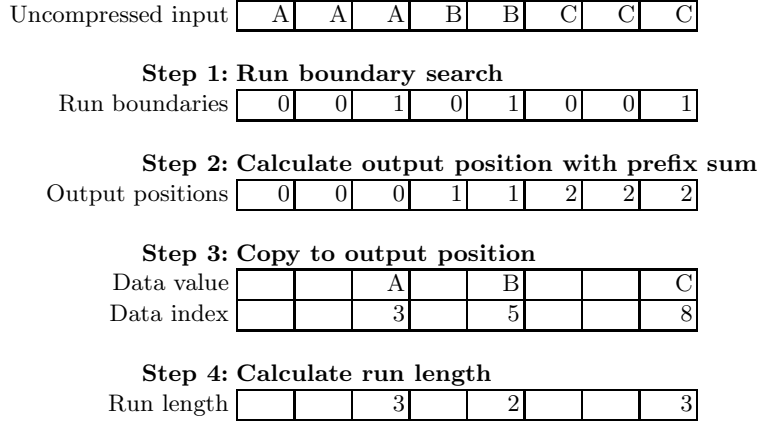 Uncompressed input A A A B B C C C
Step 1: Run boundary search
Run boundaries 0 0 1 0 1 0 0 1
Step 2: Calculate output position with prefix sum
Output positions 0 0 0 1 1 2 2 2
Step 3: Copy to output position
Data value A B C
Data index 3 5 8
Step 4: Calculate run length
Run length 3 2 3